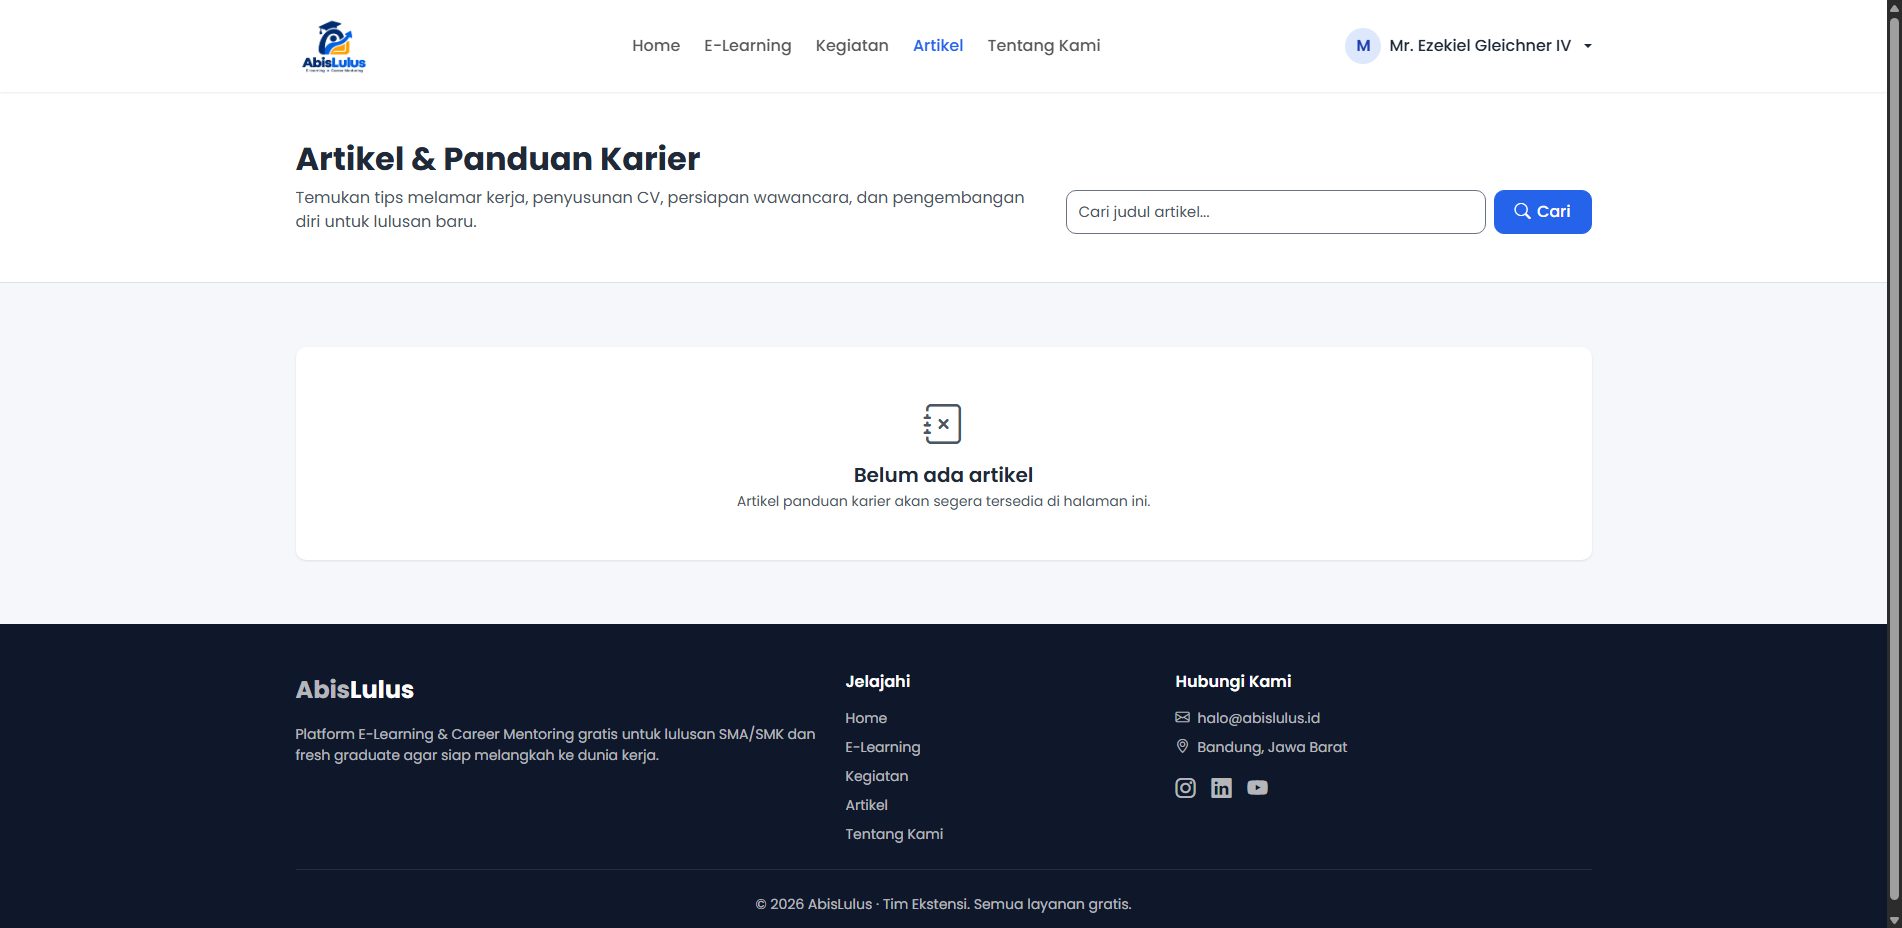 AbisLulus
E-Learning & Career Mentoring
Home
E-Learning
Kegiatan
Artikel
Tentang Kami
M
Mr. Ezekiel Gleichner IV
Artikel & Panduan Karier
Temukan tips melamar kerja, penyusunan CV, persiapan wawancara, dan pengembangan
diri untuk lulusan baru.
Cari judul artikel...
Cari
Belum ada artikel
Artikel panduan karier akan segera tersedia di halaman ini.
AbisLulus
Platform E-Learning & Career Mentoring gratis untuk lulusan SMA/SMK dan
fresh graduate agar siap melangkah ke dunia kerja.
Jelajahi
Home
E-Learning
Kegiatan
Artikel
Tentang Kami
Hubungi Kami
halo@abislulus.id
Bandung, Jawa Barat
© 2026 AbisLulus · Tim Ekstensi. Semua layanan gratis.